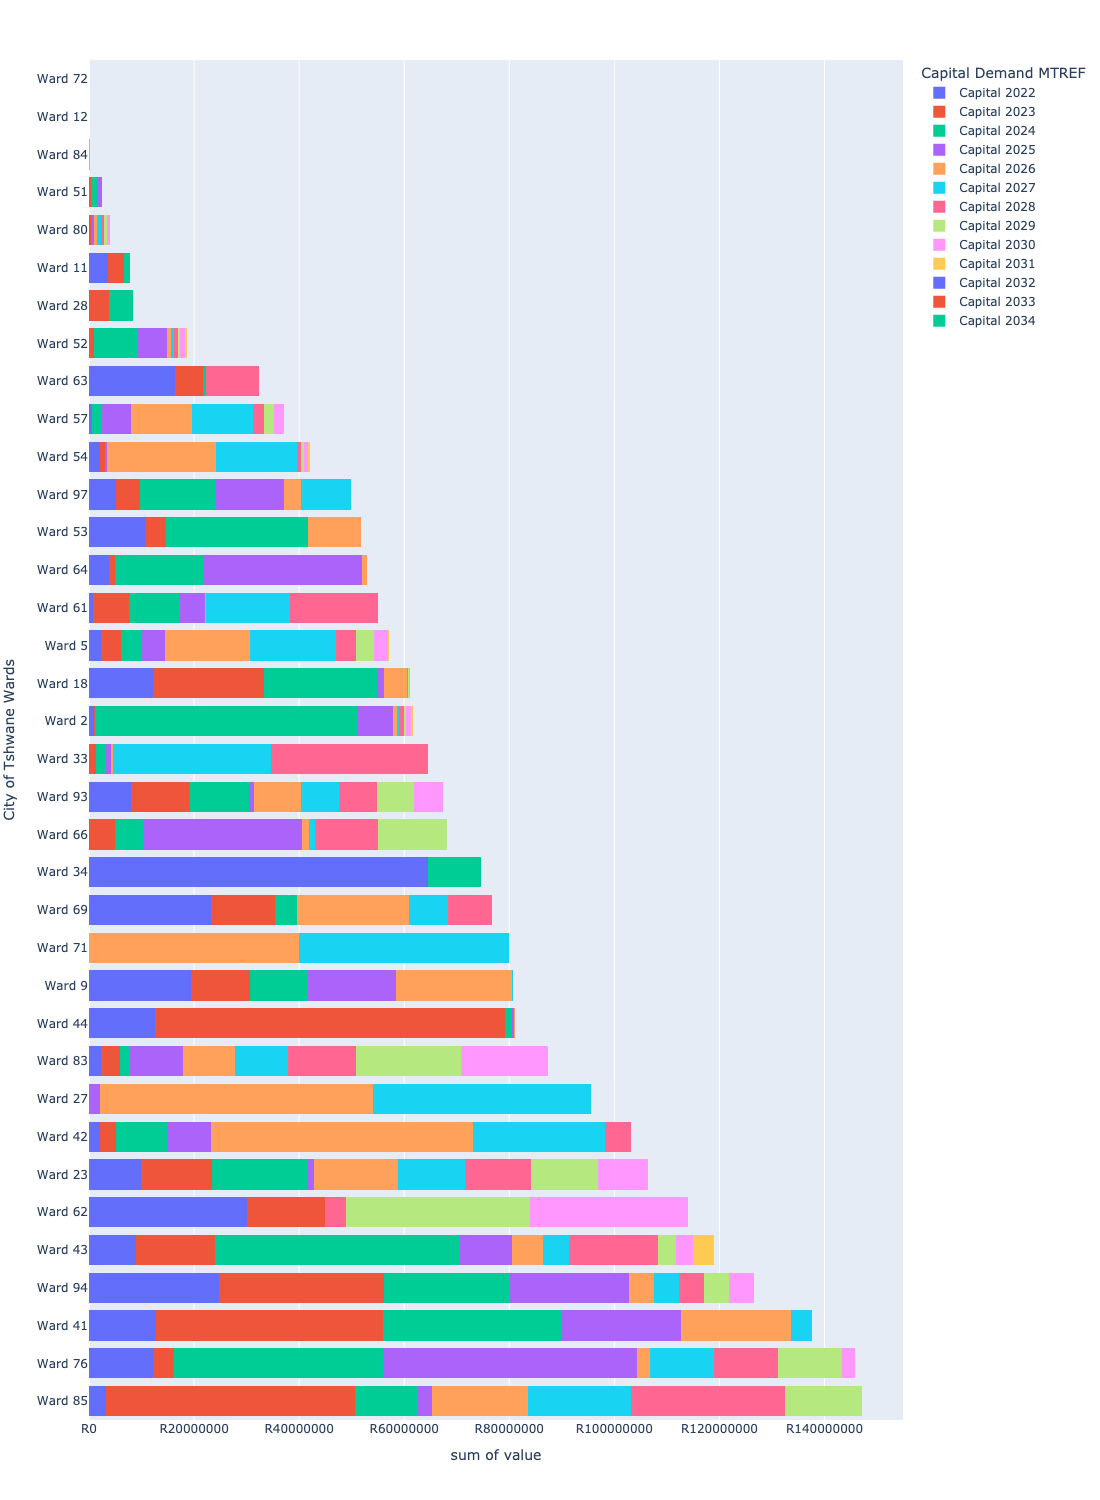 Capital Demand MTREF
Capital 2022
Capital 2023
Capital 2024
Capital 2025
Capital 2026
Capital 2027
Capital 2028
Capital 2029
Capital 2030
Capital 2031
Capital 2032
Capital 2033
Capital 2034
City of Tshwane Wards
Ward 72
Ward 12
Ward 84
Ward 51
Ward 80
Ward 11
Ward 28
Ward 52
Ward 63
Ward 57
Ward 54
Ward 97
Ward 53
Ward 64
Ward 61
Ward 5
Ward 18
Ward 2
Ward 33
Ward 93
Ward 66
Ward 34
Ward 69
Ward 71
Ward 9
Ward 44
Ward 83
Ward 27
Ward 42
Ward 23
Ward 62
Ward 43
Ward 94
Ward 41
Ward 76
Ward 85
R0 R20000000 R40000000 R60000000 R80000000 R100000000 R120000000 R140000000
sum of value